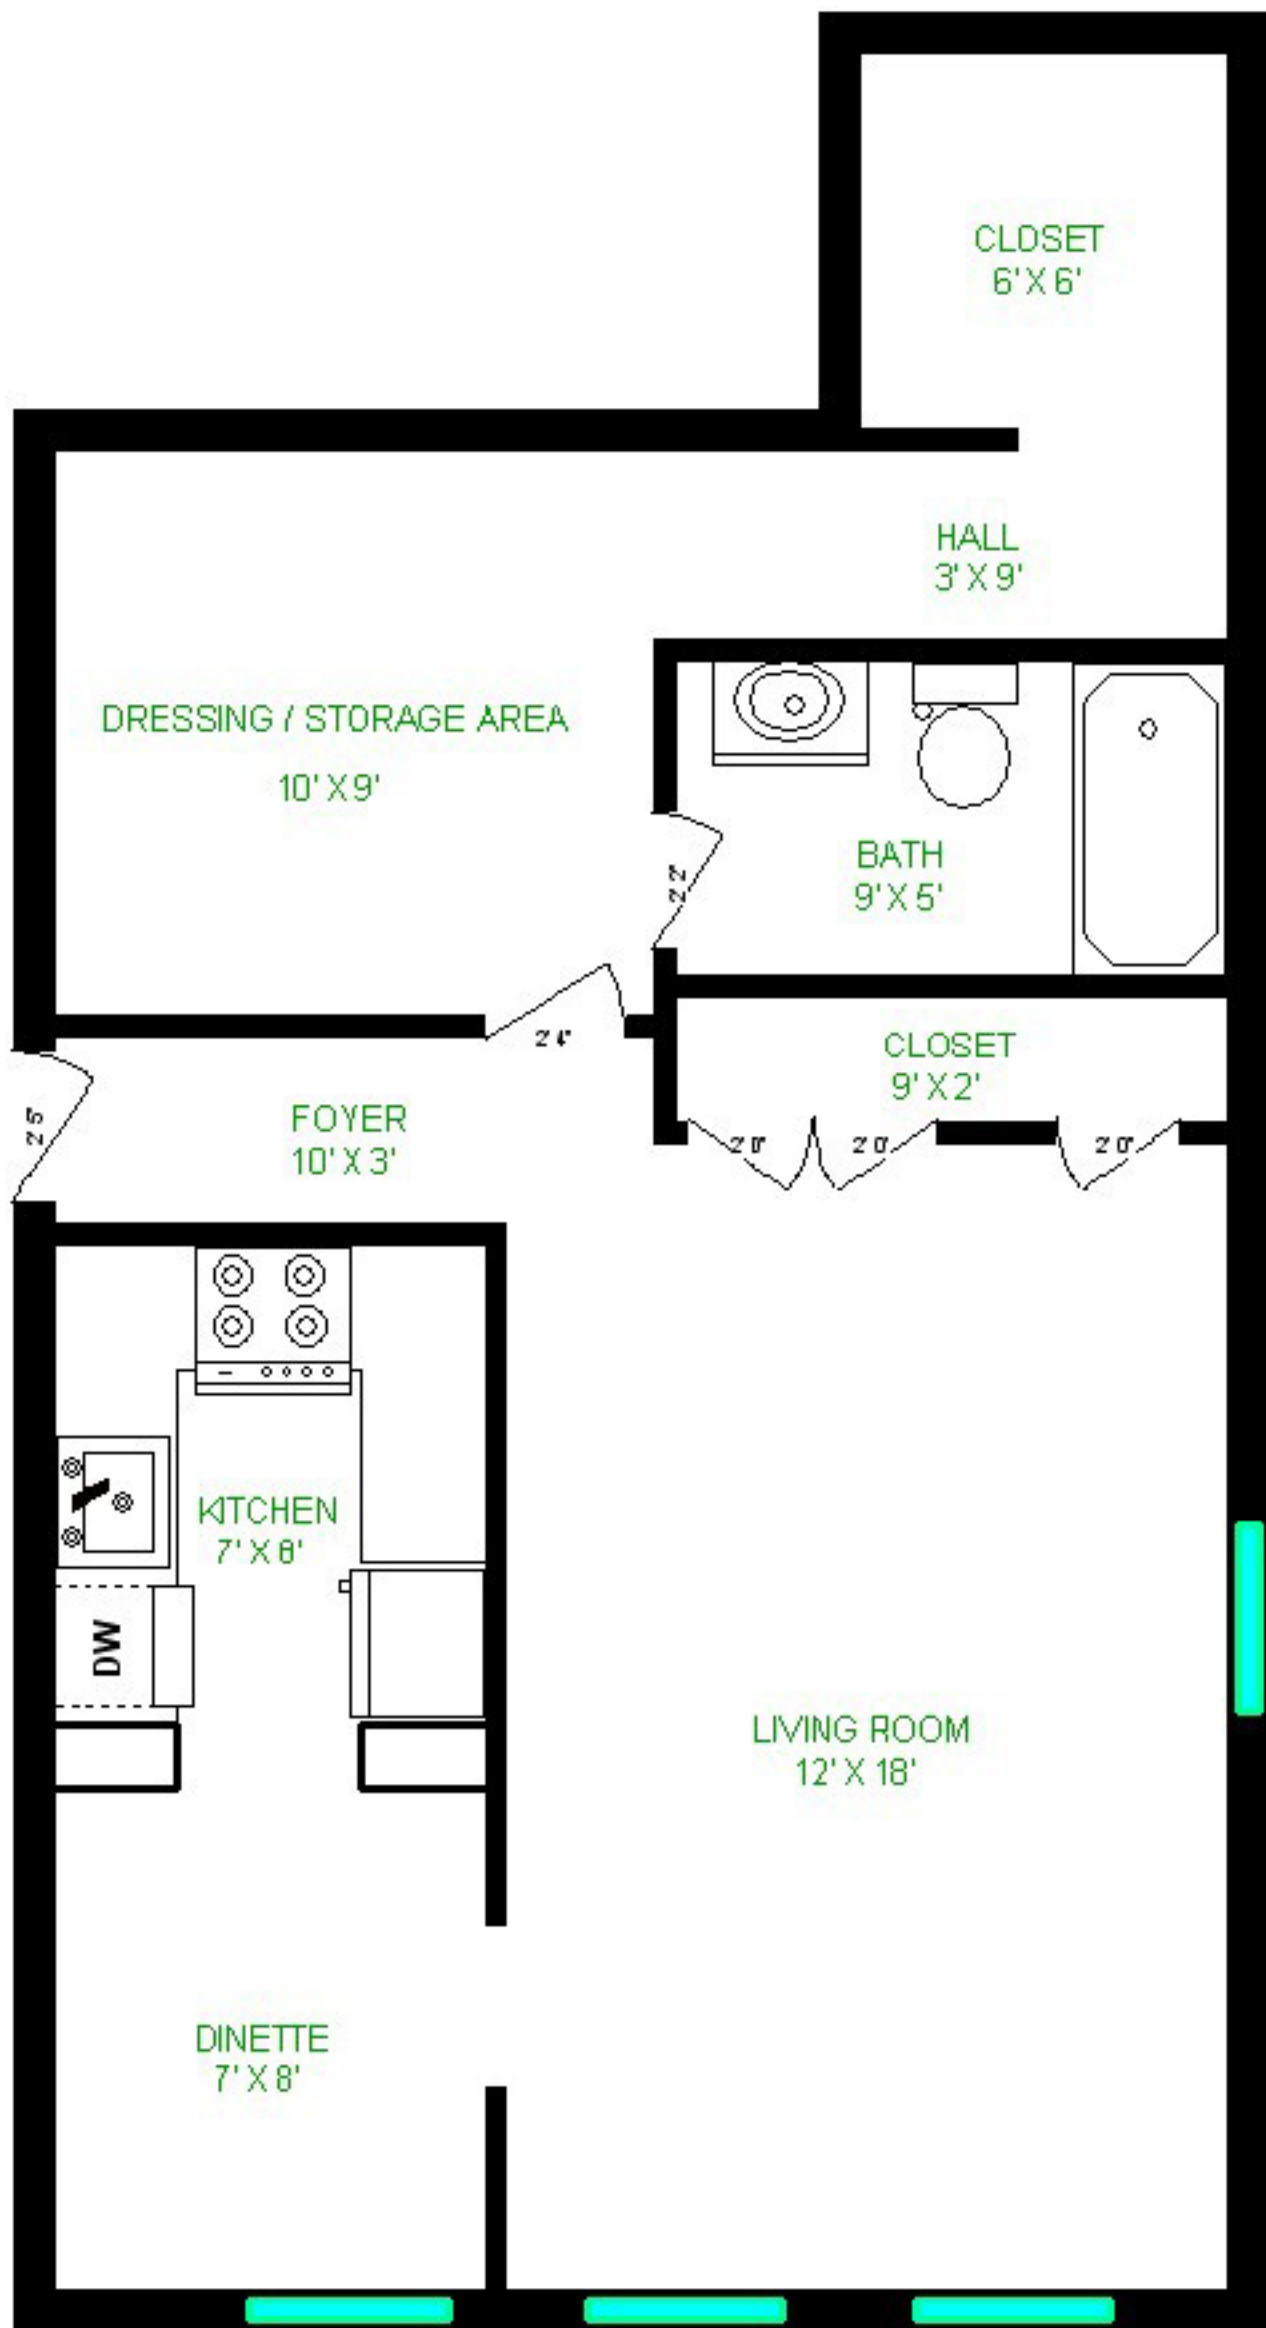 CLOSET
6' X 6'
HALL
3' X 9'
DRESSING / STORAGE AREA
10' X 9'
BATH
9' X 5'
2' 2"
2' 4"
CLOSET
9' X 2'
2' 5"
FOYER
10' X 3'
2' 0"
2' 0"
2' 0"
KITCHEN
7' X 8'
DW
LIVING ROOM
12' X 18'
DINETTE
7' X 8'